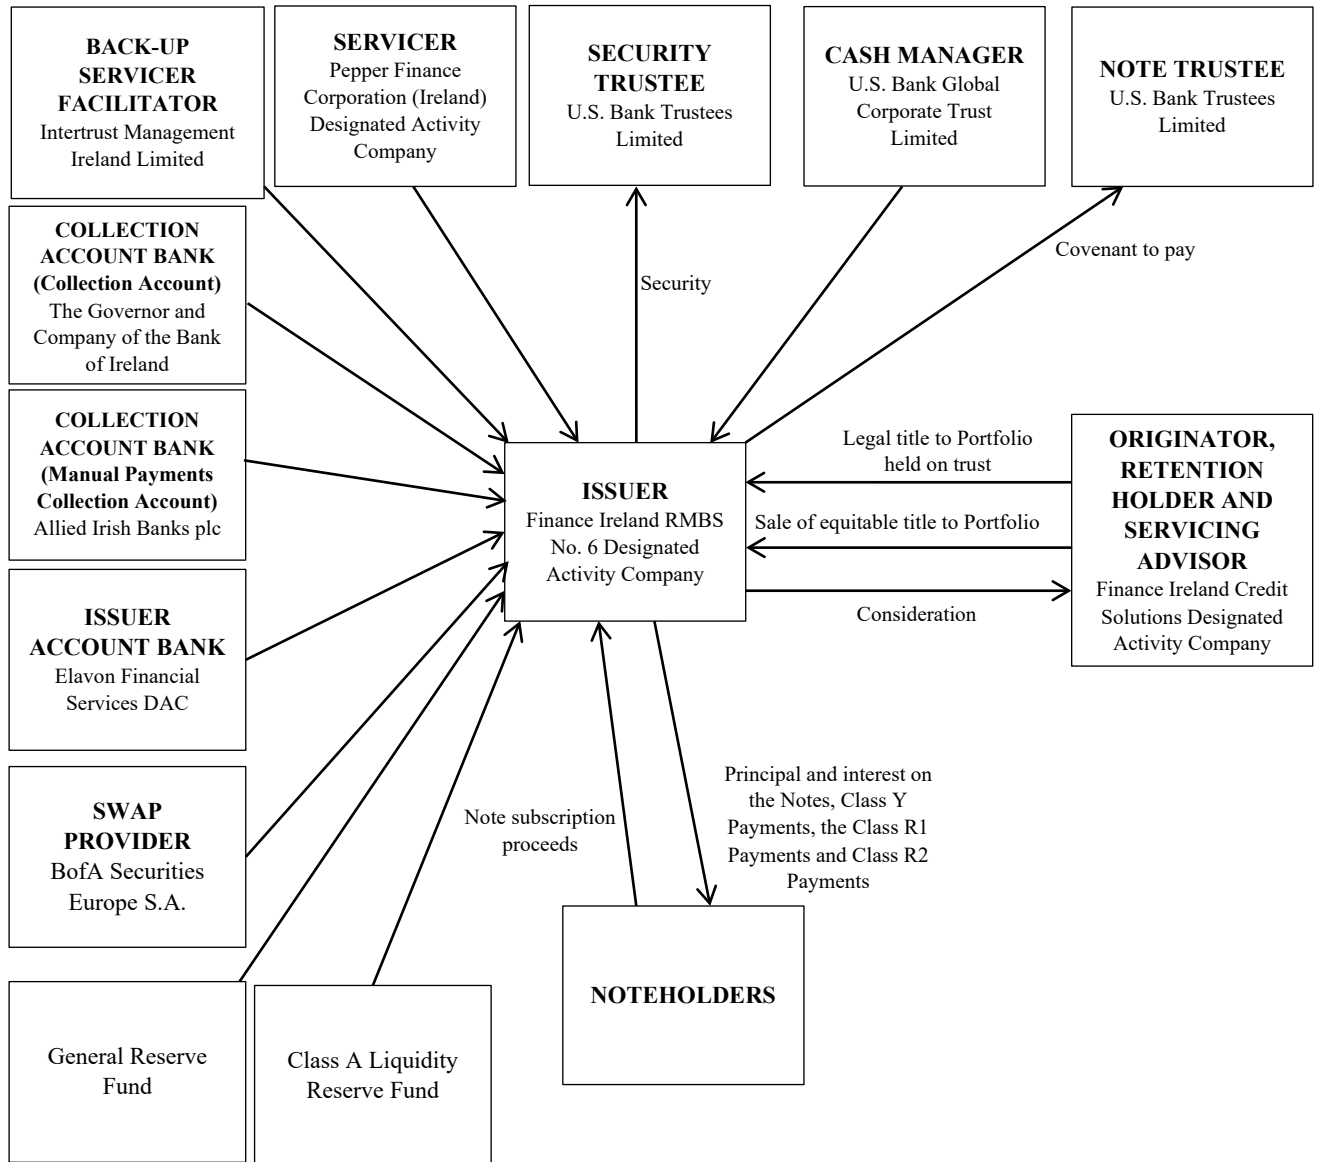 BACK-UP
SERVICER
FACILITATOR
Intertrust Management
Ireland Limited
SERVICER
Pepper Finance
Corporation (Ireland)
Designated Activity
Company
SECURITY
TRUSTEE
U.S. Bank Trustees
Limited
CASH MANAGER
U.S. Bank Global
Corporate Trust
Limited
NOTE TRUSTEE
U.S. Bank Trustees
Limited
COLLECTION
ACCOUNT BANK
(Collection Account)
The Governor and
Company of the Bank
of Ireland
Security
Covenant to pay
COLLECTION
ACCOUNT BANK
(Manual Payments
Collection Account)
Allied Irish Banks plc
ISSUER
Finance Ireland RMBS
No. 6 Designated
Activity Company
Legal title to Portfolio
held on trust
Sale of equitable title to Portfolio
Consideration
ORIGINATOR,
RETENTION
HOLDER AND
SERVICING
ADVISOR
Finance Ireland Credit
Solutions Designated
Activity Company
ISSUER
ACCOUNT BANK
Elavon Financial
Services DAC
SWAP
PROVIDER
BofA Securities
Europe S.A.
Note subscription
proceeds
Principal and interest on
the Notes, Class Y
Payments, the Class R1
Payments and Class R2
Payments
NOTEHOLDERS
General Reserve
Fund
Class A Liquidity
Reserve Fund